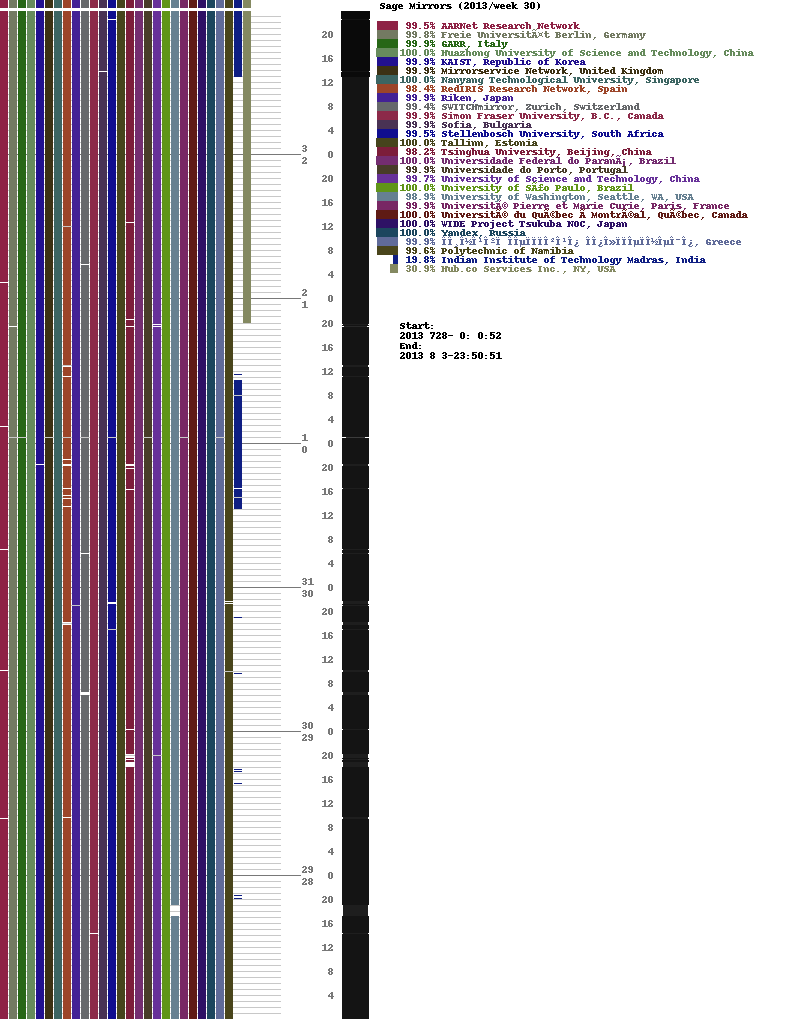 Sage Mirrors (2013/week 30)
99.5% AARNet Research Network
99.8% Freie UniversitÃ¤t Berlin, Germany
99.9% GARR, Italy
100.0% Huazhong University of Science and Technology, China
99.9% KAIST, Republic of Korea
99.9% Mirrorservice Network, United Kingdom
100.0% Nanyang Technological University, Singapore
98.4% RedIRIS Research Network, Spain
99.9% Riken, Japan
99.4% SWITCHmirror, Zurich, Switzerland
99.9% Simon Fraser University, B.C., Canada
99.9% Sofia, Bulgaria
99.5% Stellenbosch University, South Africa
100.0% Tallinn, Estonia
98.2% Tsinghua University, Beijing, China
100.0% Universidade Federal do ParanÃ¡, Brazil
99.9% Universidade do Porto, Portugal
99.7% University of Science and Technology, China
100.0% University of SÃ£o Paulo, Brazil
98.9% University of Washington, Seattle, WA, USA
99.9% UniversitÃ© Pierre et Marie Curie, Paris, France
100.0% UniversitÃ© du QuÃ©bec Ã MontrÃ©al, QuÃ©bec, Canada
100.0% WIDE Project Tsukuba NOC, Japan
100.0% Yandex, Russia
99.9% , Greece
99.6% Polytechnic of Namibia
19.8% Indian Institute of Technology Madras, India
30.9% Hub.co Services Inc., NY, USA
Start:
2013 728- 0: 0:52
End:
2013 8 3-23:50:51
20
16
12
8
4
3
0
2
20
16
12
8
4
2
0
1
20
16
12
8
4
1
0
0
20
16
12
8
4
31
0
30
20
16
12
8
4
30
0
29
20
16
12
8
4
29
0
28
20
16
12
8
4